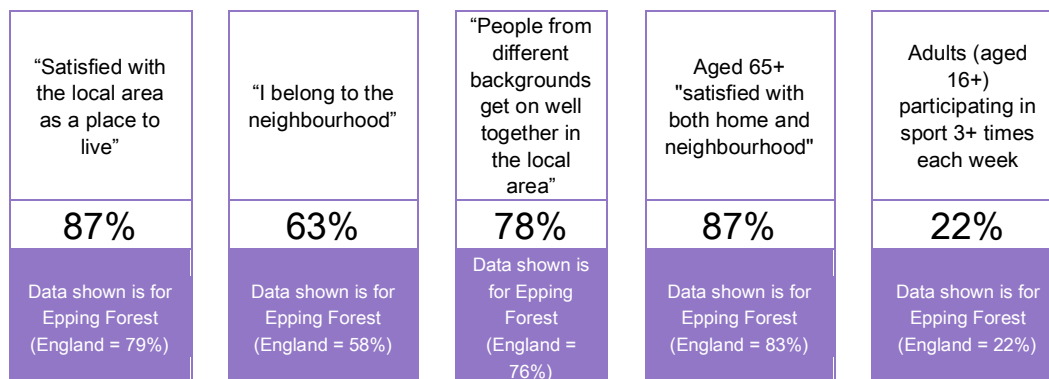 “Satisfied with
the local area
as a place to
live”
87%
Data shown is for
Epping Forest
(England = 79%)
“I belong to the
neighbourhood”
63%
Data shown is for
Epping Forest
(England = 58%)
“People from
different
backgrounds
get on well
together in
the local
area”
78%
Data shown is
for Epping
Forest
(England =
76%)
Aged 65+
"satisfied with
both home and
neighbourhood"
87%
Data shown is for
Epping Forest
(England = 83%)
Adults (aged
16+)
participating in
sport 3+ times
each week
22%
Data shown is for
Epping Forest
(England = 22%)